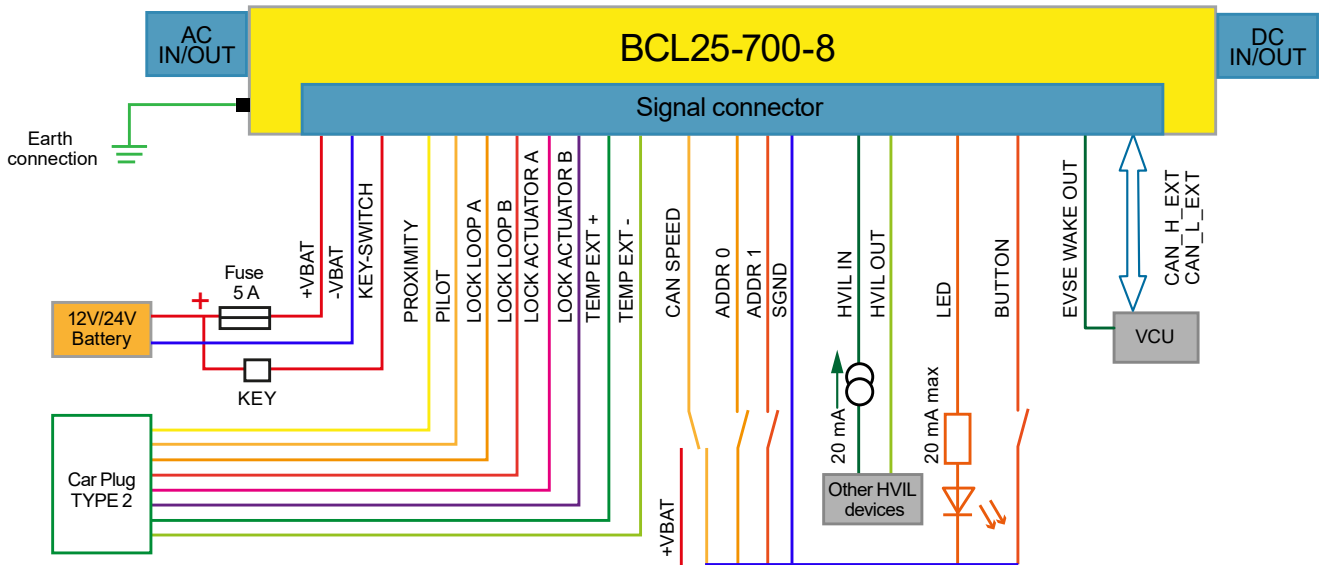 AC
IN/OUT
BCL25-700-8
DC
IN/OUT
Signal connector
Earth
connection
+VBAT
-VBAT
KEY-SWITCH
PROXIMITY
PILOT
LOCK LOOP A
LOCK LOOP B
LOCK ACTUATOR A
LOCK ACTUATOR B
TEMP EXT +
TEMP EXT -
CAN SPEED
ADDR 0
ADDR 1
SGND
HVIL IN
HVIL OUT
LED
BUTTON
EVSE WAKE OUT
CAN_H_EXT
CAN_L_EXT
Fuse
5 A
+
12V/24V
Battery
KEY
VCU
20 mA
20 mA max
Car Plug
TYPE 2
Other HVIL
devices
+VBAT